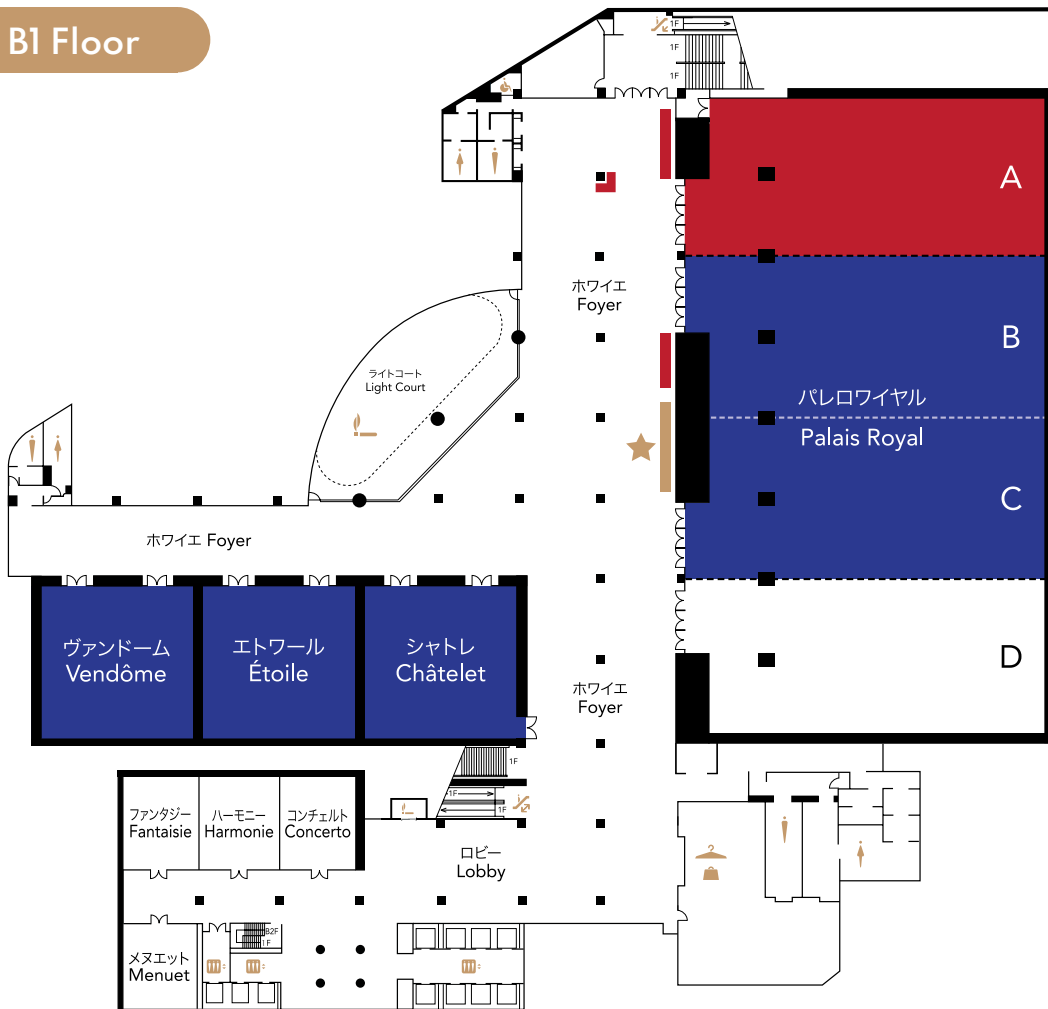 B1 Floor
1F
1F
1F
A
ホワイエ
Foyer
B
ライトコート
Light Court
パレロワイヤル
Palais Royal
C
ホワイエ Foyer
ヴァンドーム
Vendôme
エトワール
Étoile
シャトレ
Châtelet
D
ホワイエ
Foyer
1F
1F
1F
ファンタジー
Fantaisie
ハーモニー
Harmonie
コンチェルト
Concerto
ロビー
Lobby
B2F
1F
メヌエット
Menuet